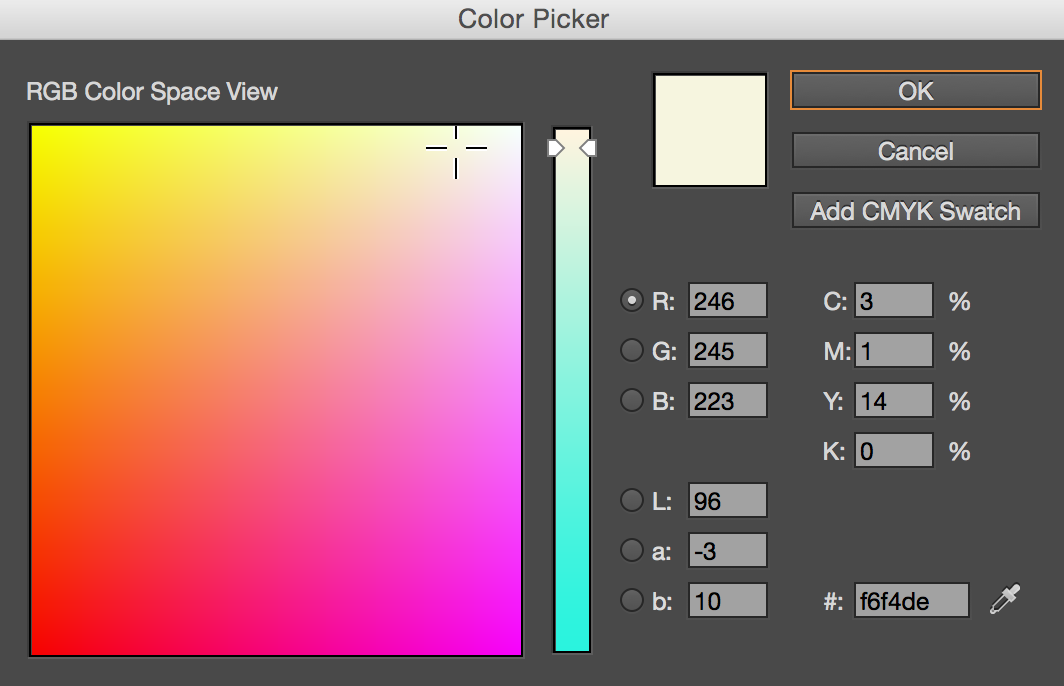 Color Picker
RGB Color Space View
OK
Cancel
Add CMYK Swatch
R: 246 C: 3 %
G: 245 M: 1 %
B: 223 Y: 14 %
K: 0 %
L: 96
a: -3
b: 10 #: f6f4de